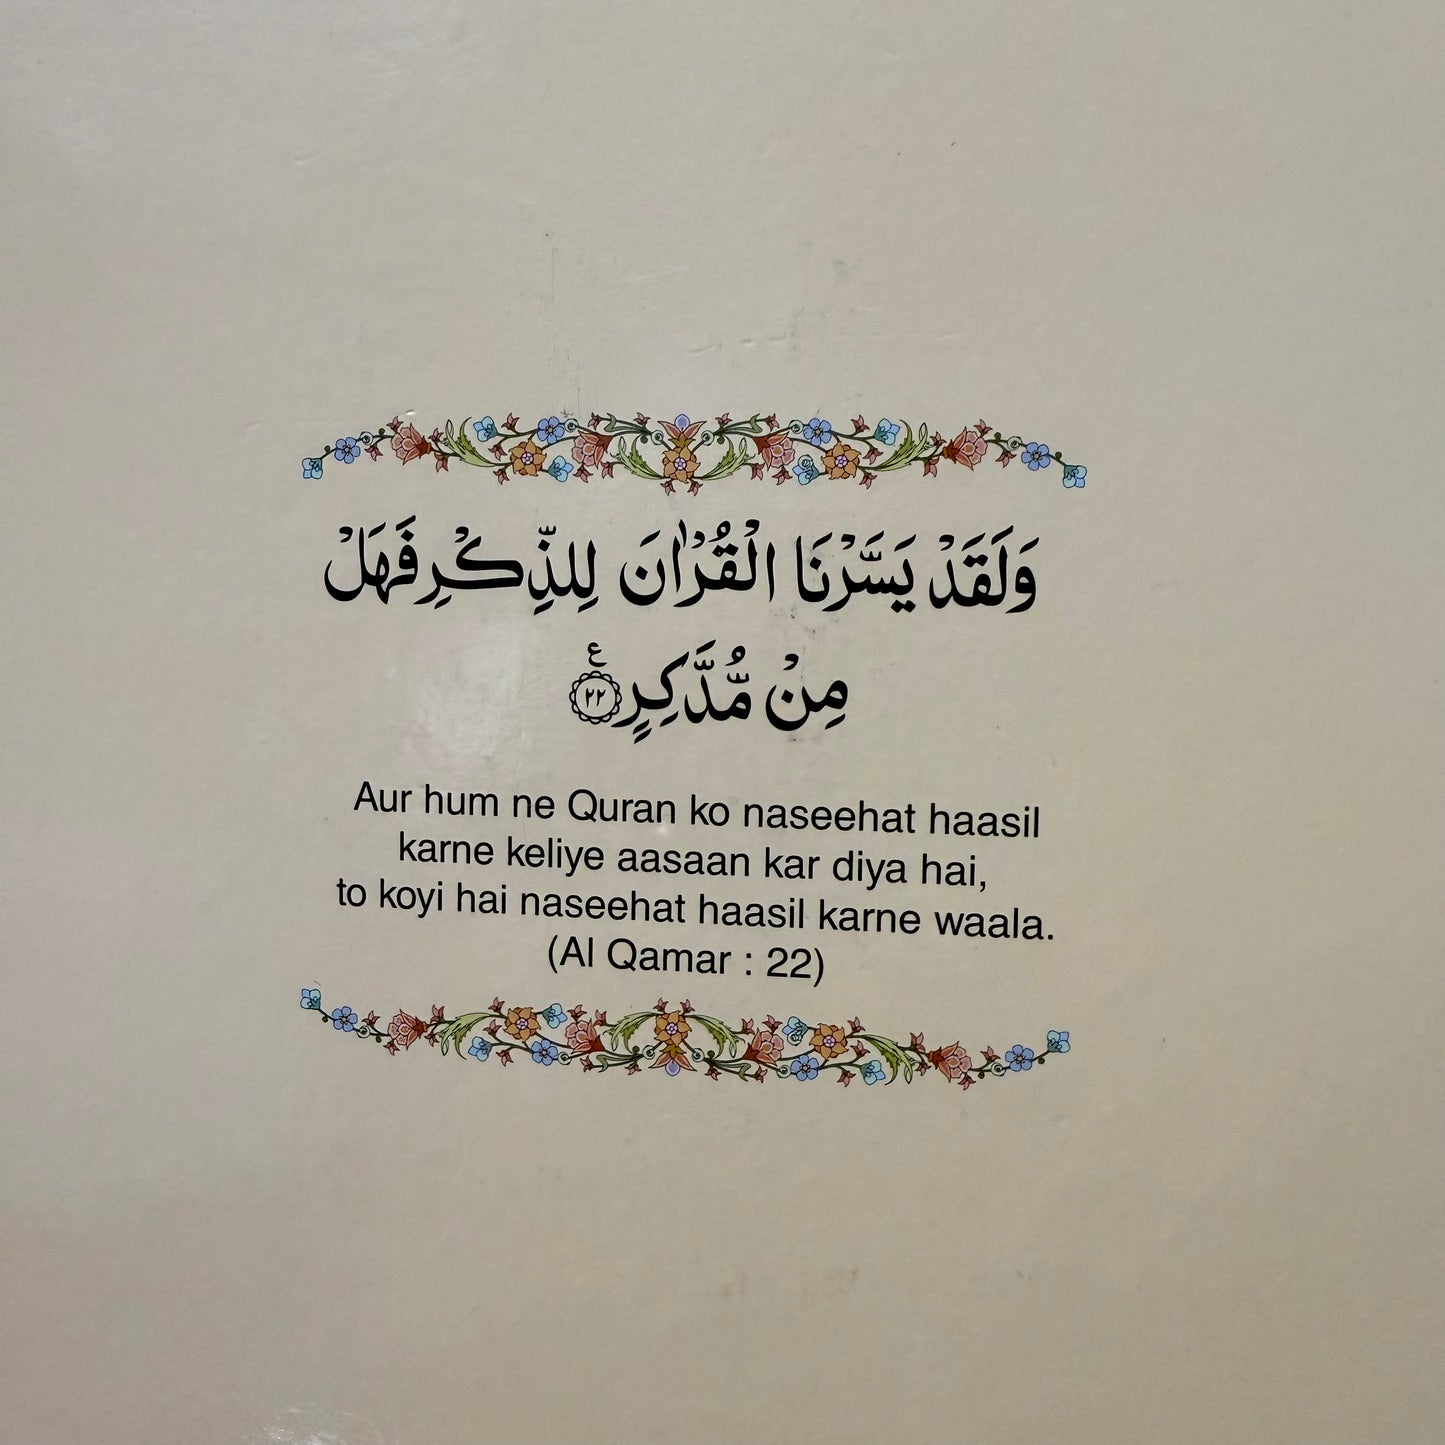 وَلَقَدْ يَسَّرْنَا الْقُرْاٰنَ لِلذِّكْرِ فَهَلْ
مِنْ مُّدَّكِرٍ ع ۲۲
Aur hum ne Quran ko naseehat haasil
karne keliye aasaan kar diya hai,
to koyi hai naseehat haasil karne waala.
(Al Qamar : 22)